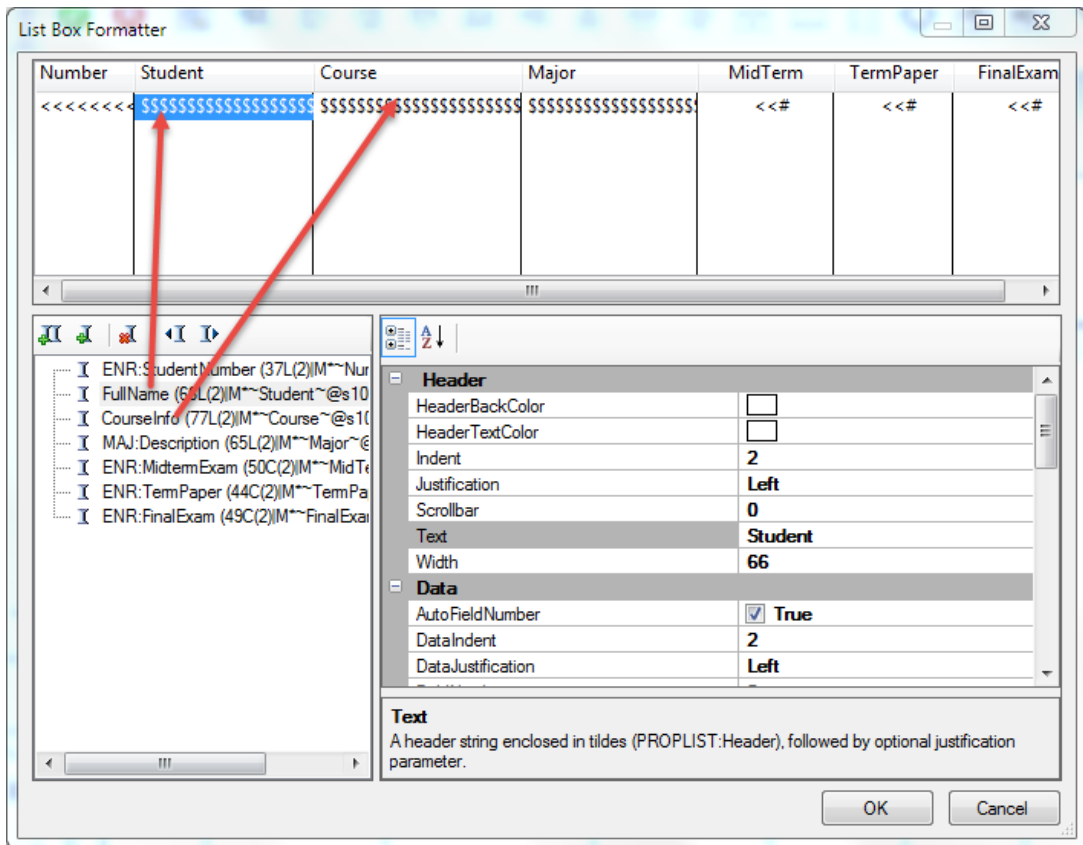 List Box Formatter
Number Student Course Major MidTerm TermPaper FinalExam
<<<<<<<< $$$$$$$$$$$$$$$$$$$ $$$$$$$$$$$$$$$$$$$$$$ $$$$$$$$$$$$$$$$$$ <<# <<# <<#
ENR:StudentNumber (37L(2)|M*~Nur
FullName (66L(2)|M*~Student~@s10
CourseInfo (77L(2)|M*~Course~@s10
MAJ:Description (65L(2)|M*~Major~@
ENR:MidtermExam (50C(2)|M*~MidTe
ENR:TermPaper (44C(2)|M*~TermPa
ENR:FinalExam (49C(2)|M*~FinalExa
Header
HeaderBackColor
HeaderTextColor
Indent 2
Justification Left
Scrollbar 0
Text Student
Width 66
Data
AutoFieldNumber True
DataIndent 2
DataJustification Left
Text
A header string enclosed in tildes (PROPLIST:Header), followed by optional justification
parameter.
OK Cancel